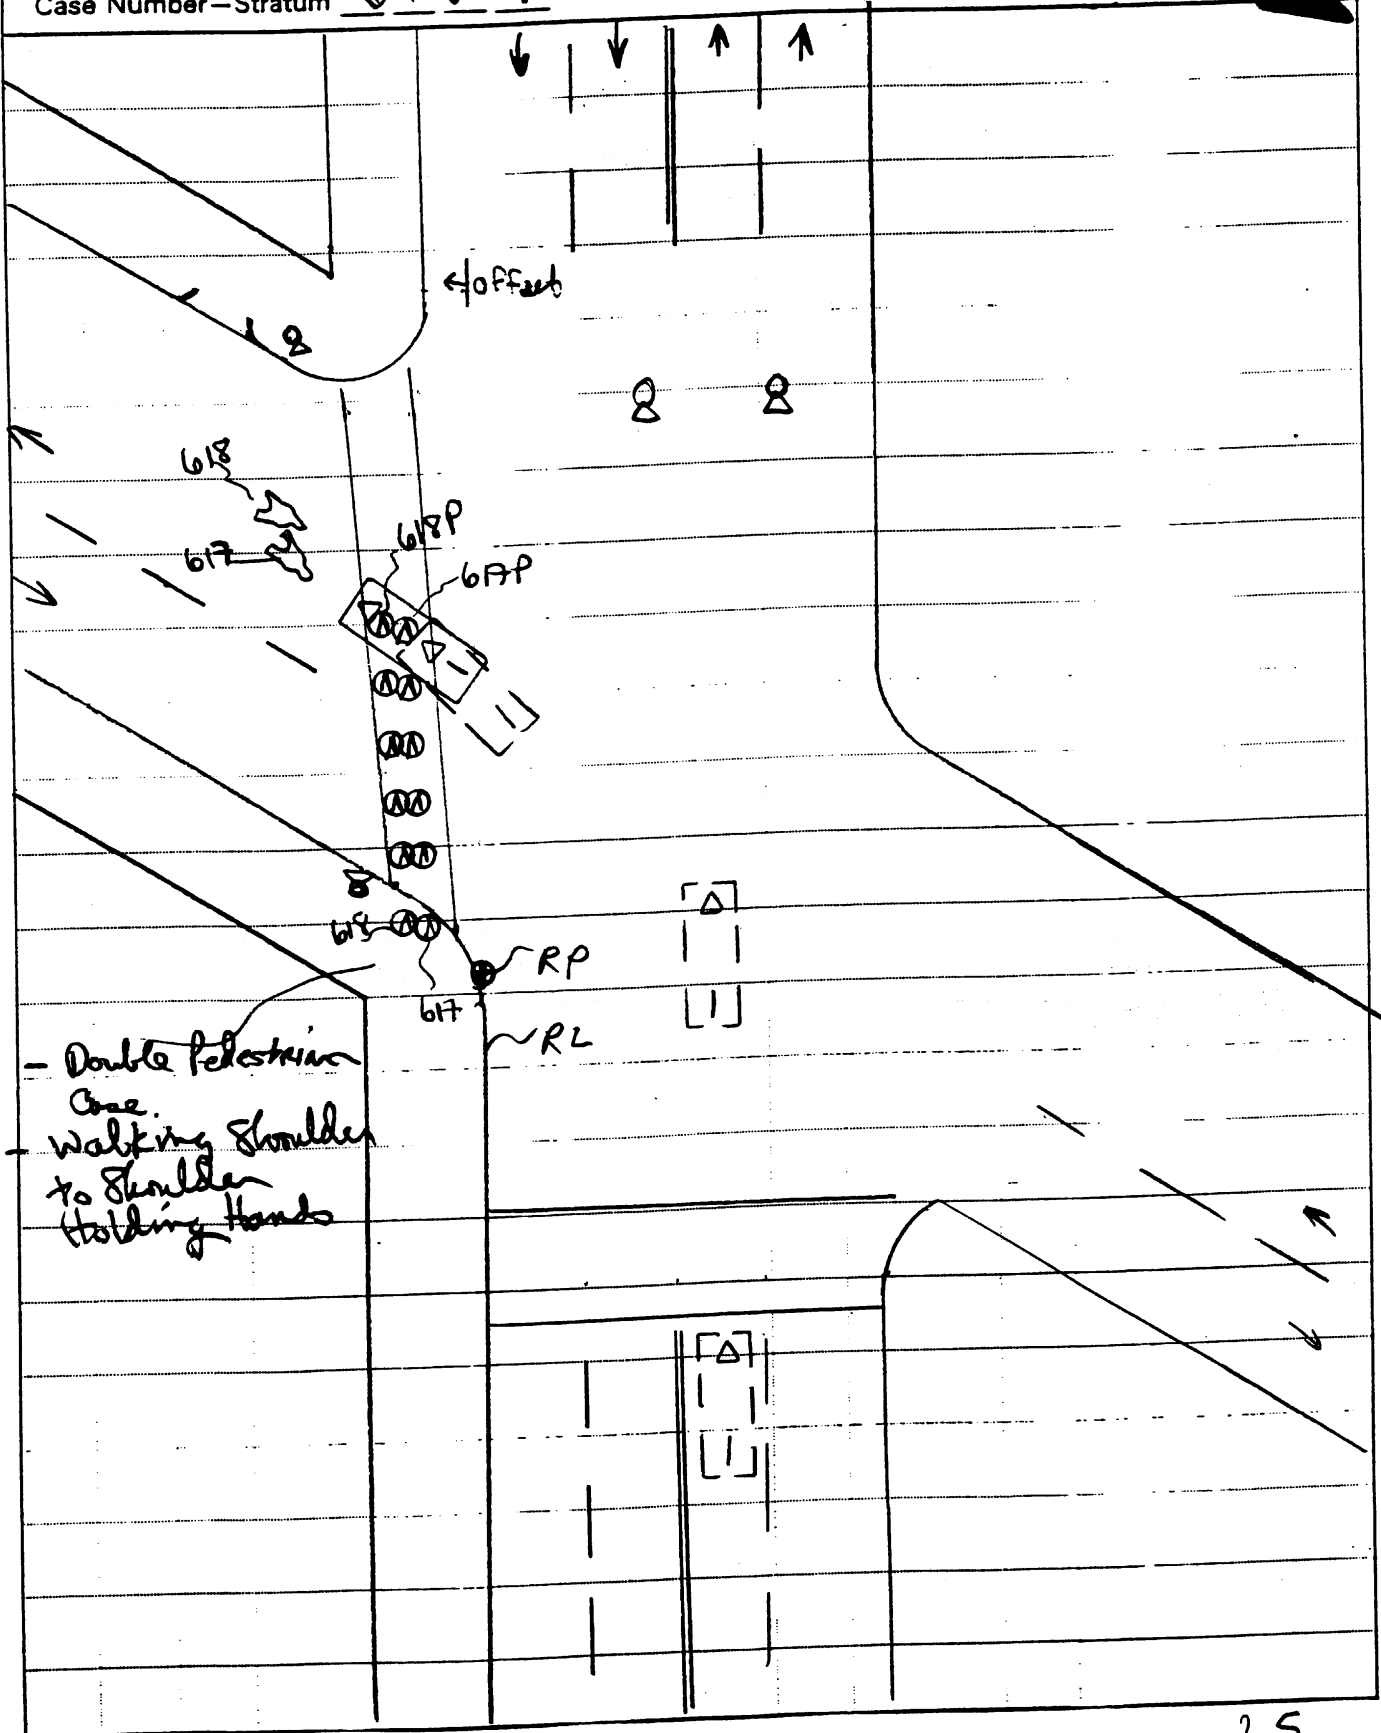 Case Number—Stratum
offset
618
617
618P
617P
618
RP
617
RL
- Double Pedestrian
Case.
- Walking Shoulder
to Shoulder
Holding Hands